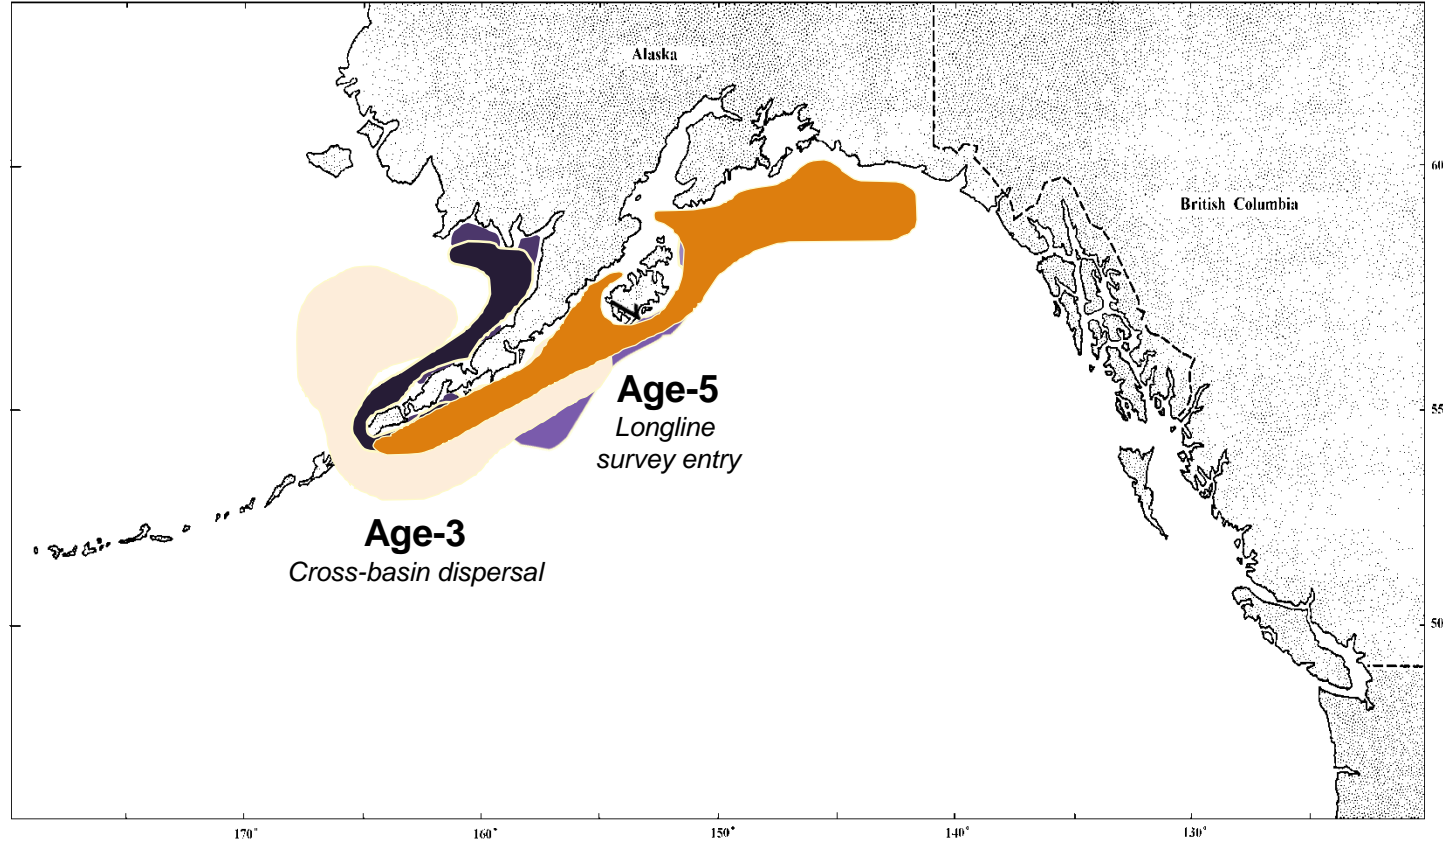 Alaska
60
British Columbia
Age-5
Longline
survey entry
55
Age-3
Cross-basin dispersal
50
170°
160°
150°
140°
130°